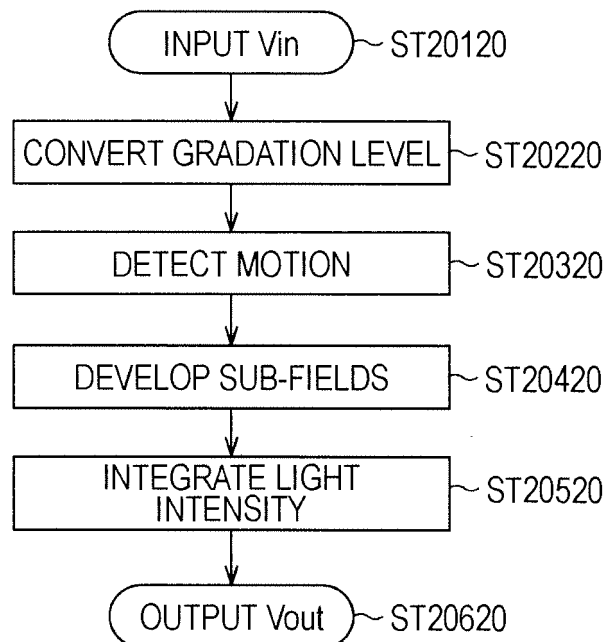 INPUT Vin ST20120
CONVERT GRADATION LEVEL ST20220
DETECT MOTION ST20320
DEVELOP SUB-FIELDS ST20420
INTEGRATE LIGHT
INTENSITY ST20520
OUTPUT Vout ST20620